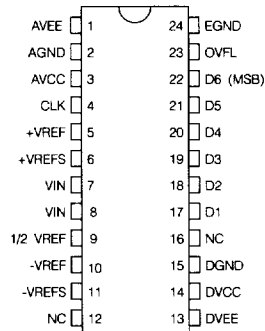 AVEE 1 24 EGND
AGND 2 23 OVFL
AVCC 3 22 D6 (MSB)
CLK 4 21 D5
+VREF 5 20 D4
+VREFS 6 19 D3
VIN 7 18 D2
VIN 8 17 D1
1/2 VREF 9 16 NC
-VREF 10 15 DGND
-VREFS 11 14 DVCC
NC 12 13 DVEE